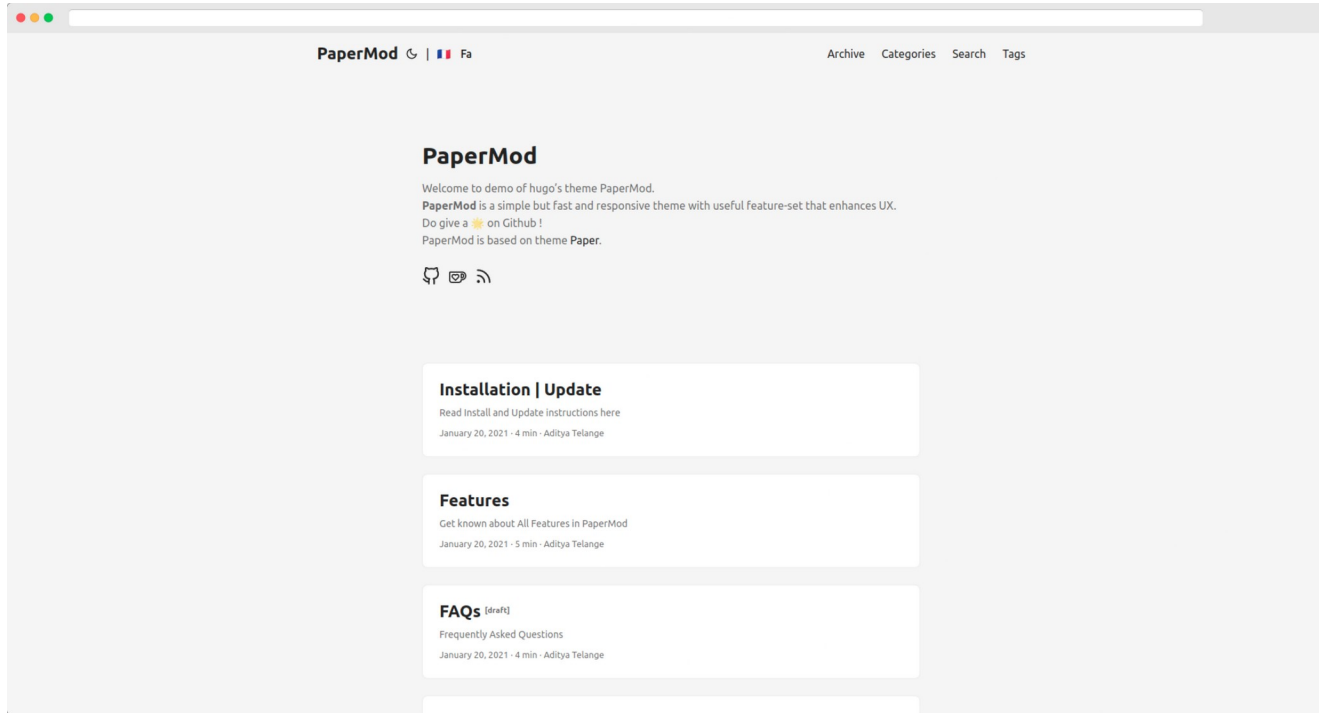 PaperMod | 🇫🇷 Fa
Archive Categories Search Tags
PaperMod
Welcome to demo of hugo's theme PaperMod.
PaperMod is a simple but fast and responsive theme with useful feature-set that enhances UX.
Do give a 🌟 on Github !
PaperMod is based on theme Paper.
Installation | Update
Read Install and Update instructions here
January 20, 2021 · 4 min · Aditya Telange
Features
Get known about All Features in PaperMod
January 20, 2021 · 5 min · Aditya Telange
FAQs [draft]
Frequently Asked Questions
January 20, 2021 · 4 min · Aditya Telange